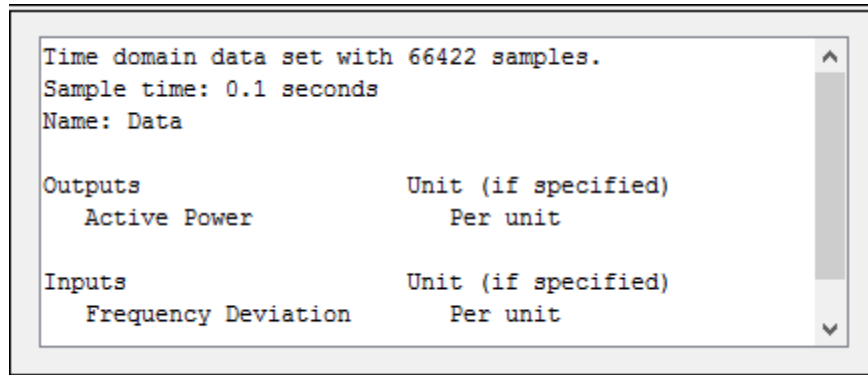 Time domain data set with 66422 samples.
Sample time: 0.1 seconds
Name: Data
Outputs Unit (if specified)
Active Power Per unit
Inputs Unit (if specified)
Frequency Deviation Per unit